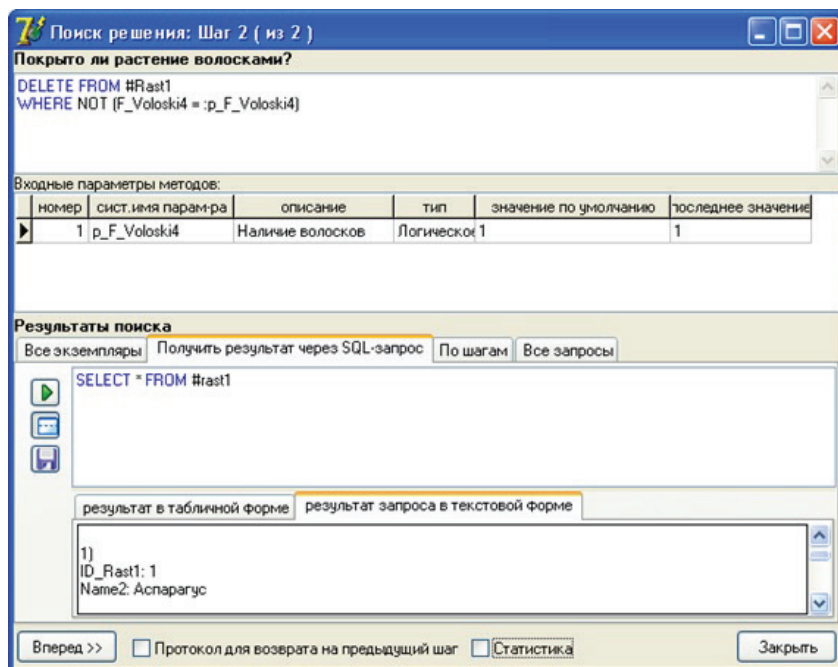 Поиск решения: Шаг 2 ( из 2 )
Покрыто ли растение волосками?
DELETE FROM #Rast1
WHERE NOT (F_Voloski4 = :p_F_Voloski4)
Входные параметры методов:
номер сист.имя парам-ра описание тип значение по умолчанию последнее значение
1 p_F_Voloski4 Наличие волосков Логическое 1 1
Результаты поиска
Все экземпляры Получить результат через SQL-запрос По шагам Все запросы
SELECT * FROM #rast1
результат в табличной форме результат запроса в текстовой форме
1)
ID_Rast1: 1
Name2: Аспарагус
Вперед >> Протокол для возврата на предыдущий шаг Статистика Закрыть